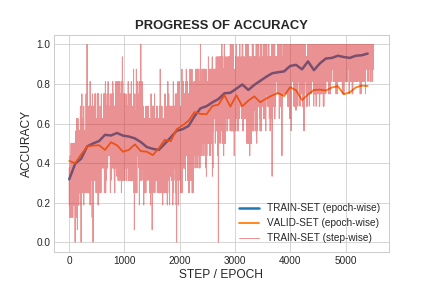 PROGRESS OF ACCURACY
ACCURACY
1.0
0.8
0.6
0.4
0.2
0.0
TRAIN-SET (epoch-wise)
VALID-SET (epoch-wise)
TRAIN-SET (step-wise)
0 1000 2000 3000 4000 5000
STEP / EPOCH